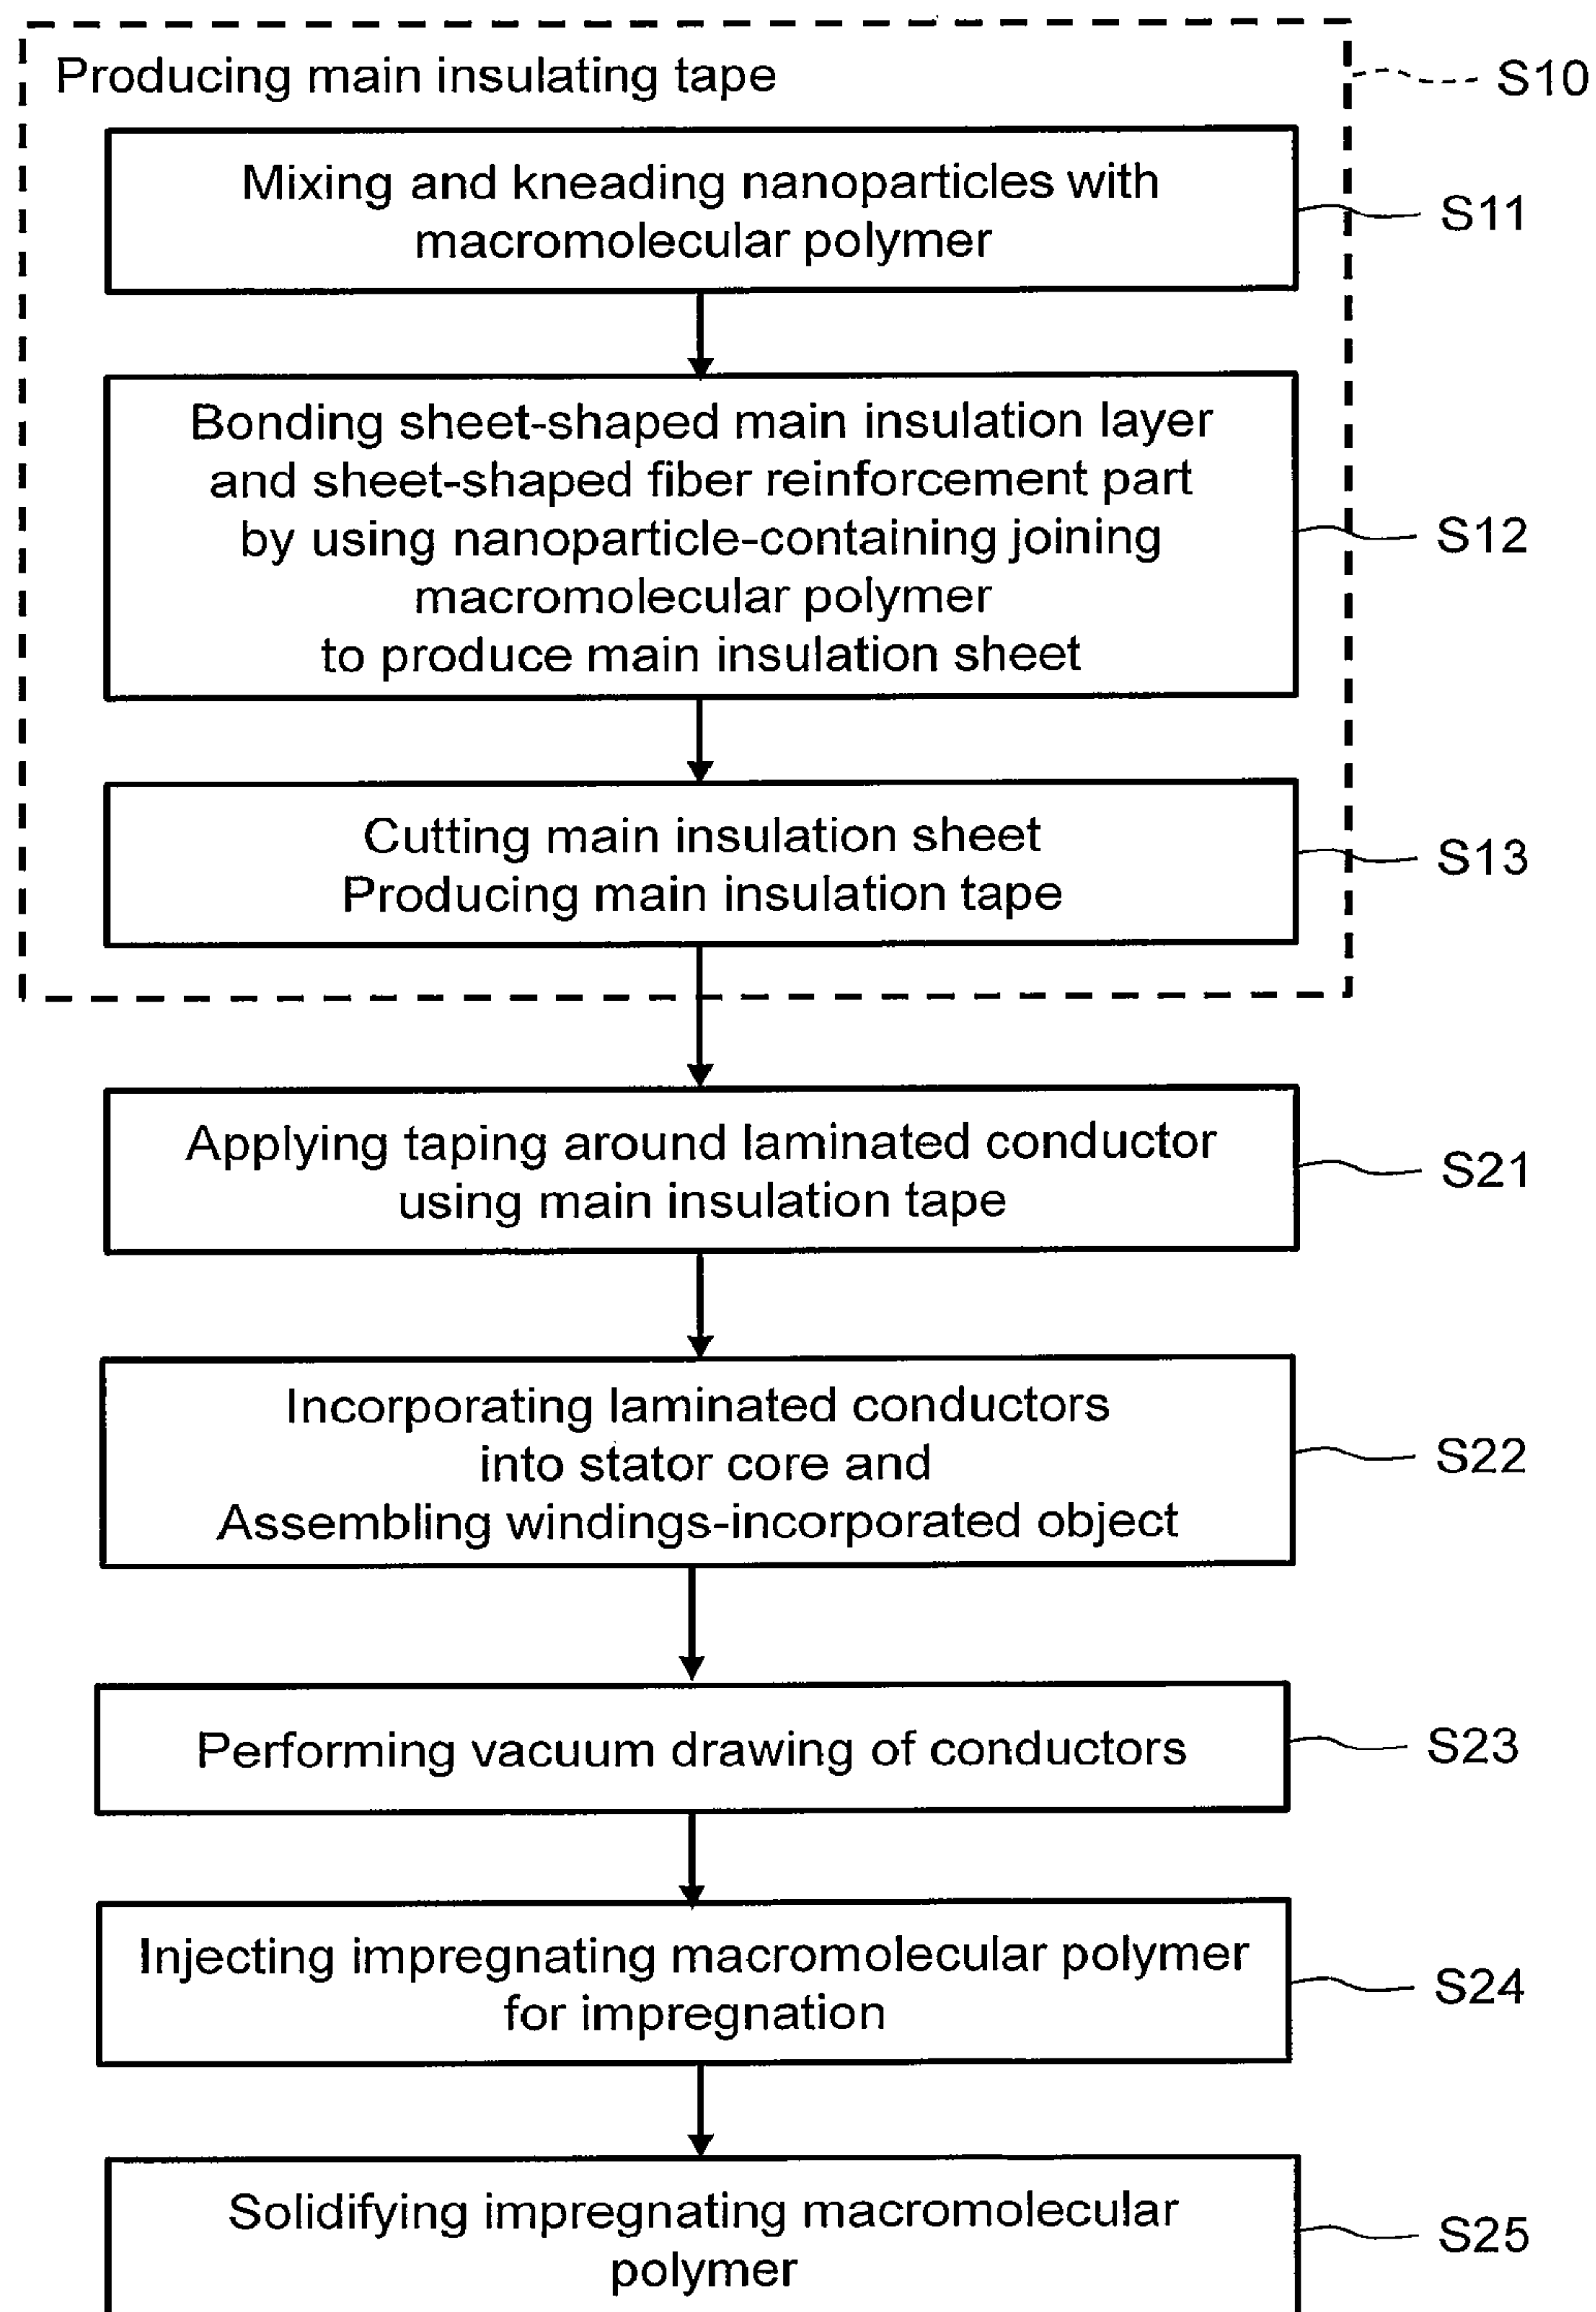 Producing main insulating tape
S10
Mixing and kneading nanoparticles with
macromolecular polymer
S11
Bonding sheet-shaped main insulation layer
and sheet-shaped fiber reinforcement part
by using nanoparticle-containing joining
macromolecular polymer
to produce main insulation sheet
S12
Cutting main insulation sheet
Producing main insulation tape
S13
Applying taping around laminated conductor
using main insulation tape
S21
Incorporating laminated conductors
into stator core and
Assembling windings-incorporated object
S22
Performing vacuum drawing of conductors
S23
Injecting impregnating macromolecular polymer
for impregnation
S24
Solidifying impregnating macromolecular
polymer
S25